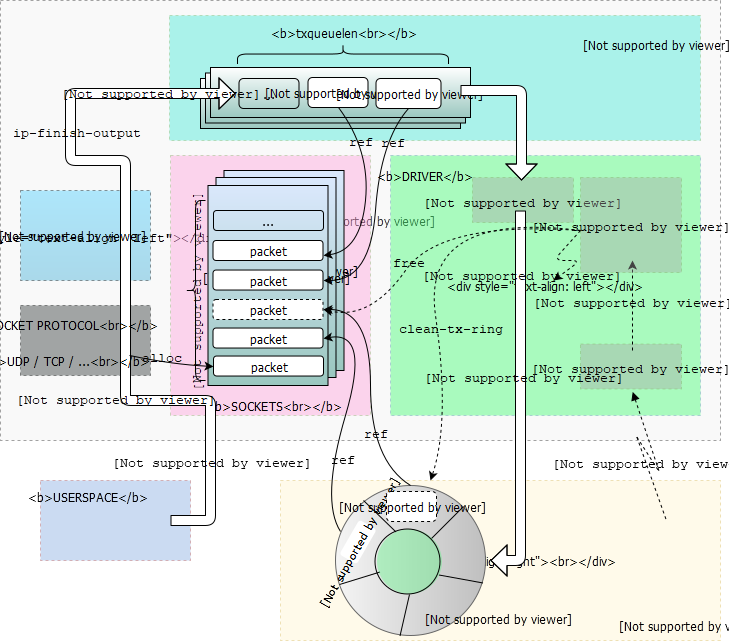 <b>txqueuelen<br></b>
[Not supported by viewer]
[Not supported by viewer]
[Not supported by viewer]
[Not supported by viewer]
ip-finish-output
ref
ref
<b>DRIVER</b>
[Not supported by viewer]
[Not supported by viewer]
...
[Not supported by viewer]
[Not supported by viewer]
packet
free
packet
[Not supported by viewer]
<div style="text-align: left"></div>
[Not supported by viewer]
packet
[Not supported by viewer]
OCKET PROTOCOL<br></b>
clean-tx-ring
packet
>UDP / TCP / ...<br></b>
alloc
packet
[Not supported by viewer]
[Not supported by viewer]
[Not supported by viewer]
b>SOCKETS<br></b>
ref
ref
[Not supported by viewer]
[Not supported by view
<b>USERSPACE</b>
[Not supported by viewer]
[Not supported by viewer]
ight"><br></div>
[Not supported by viewer]
[Not supported by v